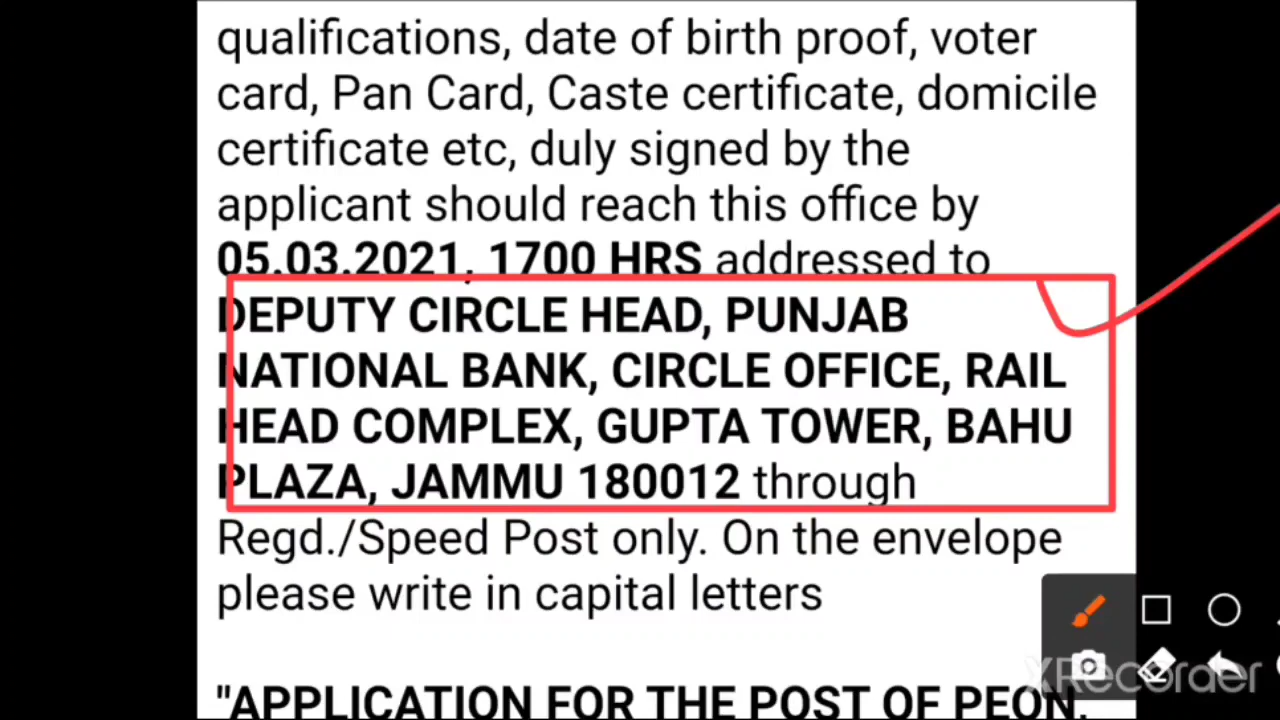 qualifications, date of birth proof, voter
card, Pan Card, Caste certificate, domicile
certificate etc, duly signed by the
applicant should reach this office by
05.03.2021, 1700 HRS addressed to
DEPUTY CIRCLE HEAD, PUNJAB
NATIONAL BANK, CIRCLE OFFICE, RAIL
HEAD COMPLEX, GUPTA TOWER, BAHU
PLAZA, JAMMU 180012 through
Regd./Speed Post only. On the envelope
please write in capital letters
"APPLICATION FOR THE POST OF PEON,
XRecorder